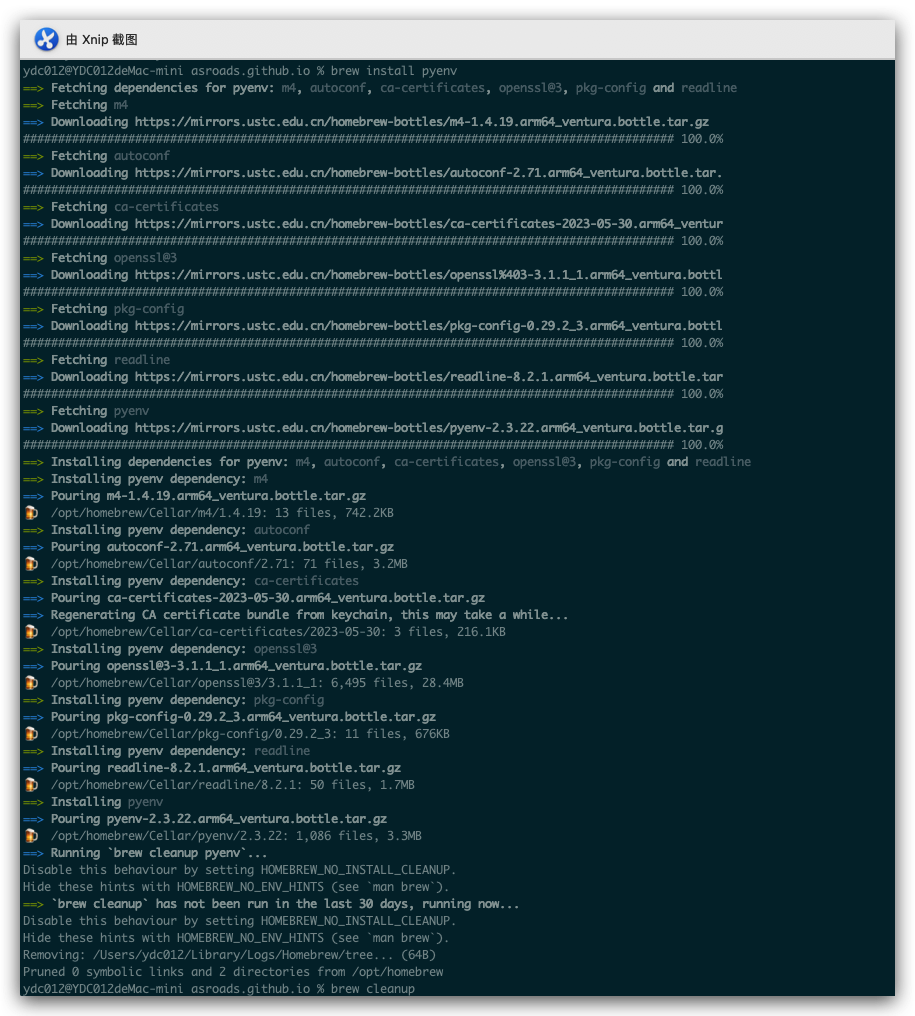 由 Xnip 截图
ydc012@YDC012deMac-mini asroads.github.io % brew install pyenv
==> Fetching dependencies for pyenv: m4, autoconf, ca-certificates, openssl@3, pkg-config and readline
==> Fetching m4
==> Downloading https://mirrors.ustc.edu.cn/homebrew-bottles/m4-1.4.19.arm64_ventura.bottle.tar.gz
############################################################################################# 100.0%
==> Fetching autoconf
==> Downloading https://mirrors.ustc.edu.cn/homebrew-bottles/autoconf-2.71.arm64_ventura.bottle.tar.
############################################################################################# 100.0%
==> Fetching ca-certificates
==> Downloading https://mirrors.ustc.edu.cn/homebrew-bottles/ca-certificates-2023-05-30.arm64_ventur
############################################################################################# 100.0%
==> Fetching openssl@3
==> Downloading https://mirrors.ustc.edu.cn/homebrew-bottles/openssl%403-3.1.1_1.arm64_ventura.bottl
############################################################################################# 100.0%
==> Fetching pkg-config
==> Downloading https://mirrors.ustc.edu.cn/homebrew-bottles/pkg-config-0.29.2_3.arm64_ventura.bottl
############################################################################################# 100.0%
==> Fetching readline
==> Downloading https://mirrors.ustc.edu.cn/homebrew-bottles/readline-8.2.1.arm64_ventura.bottle.tar
############################################################################################# 100.0%
==> Fetching pyenv
==> Downloading https://mirrors.ustc.edu.cn/homebrew-bottles/pyenv-2.3.22.arm64_ventura.bottle.tar.g
############################################################################################# 100.0%
==> Installing dependencies for pyenv: m4, autoconf, ca-certificates, openssl@3, pkg-config and readline
==> Installing pyenv dependency: m4
==> Pouring m4-1.4.19.arm64_ventura.bottle.tar.gz
🍺 /opt/homebrew/Cellar/m4/1.4.19: 13 files, 742.2KB
==> Installing pyenv dependency: autoconf
==> Pouring autoconf-2.71.arm64_ventura.bottle.tar.gz
🍺 /opt/homebrew/Cellar/autoconf/2.71: 71 files, 3.2MB
==> Installing pyenv dependency: ca-certificates
==> Pouring ca-certificates-2023-05-30.arm64_ventura.bottle.tar.gz
==> Regenerating CA certificate bundle from keychain, this may take a while...
🍺 /opt/homebrew/Cellar/ca-certificates/2023-05-30: 3 files, 216.1KB
==> Installing pyenv dependency: openssl@3
==> Pouring openssl@3-3.1.1_1.arm64_ventura.bottle.tar.gz
🍺 /opt/homebrew/Cellar/openssl@3/3.1.1_1: 6,495 files, 28.4MB
==> Installing pyenv dependency: pkg-config
==> Pouring pkg-config-0.29.2_3.arm64_ventura.bottle.tar.gz
🍺 /opt/homebrew/Cellar/pkg-config/0.29.2_3: 11 files, 676KB
==> Installing pyenv dependency: readline
==> Pouring readline-8.2.1.arm64_ventura.bottle.tar.gz
🍺 /opt/homebrew/Cellar/readline/8.2.1: 50 files, 1.7MB
==> Installing pyenv
==> Pouring pyenv-2.3.22.arm64_ventura.bottle.tar.gz
🍺 /opt/homebrew/Cellar/pyenv/2.3.22: 1,086 files, 3.3MB
==> Running `brew cleanup pyenv`...
Disable this behaviour by setting HOMEBREW_NO_INSTALL_CLEANUP.
Hide these hints with HOMEBREW_NO_ENV_HINTS (see `man brew`).
==> `brew cleanup` has not been run in the last 30 days, running now...
Disable this behaviour by setting HOMEBREW_NO_INSTALL_CLEANUP.
Hide these hints with HOMEBREW_NO_ENV_HINTS (see `man brew`).
Removing: /Users/ydc012/Library/Logs/Homebrew/tree... (64B)
Pruned 0 symbolic links and 2 directories from /opt/homebrew
ydc012@YDC012deMac-mini asroads.github.io % brew cleanup